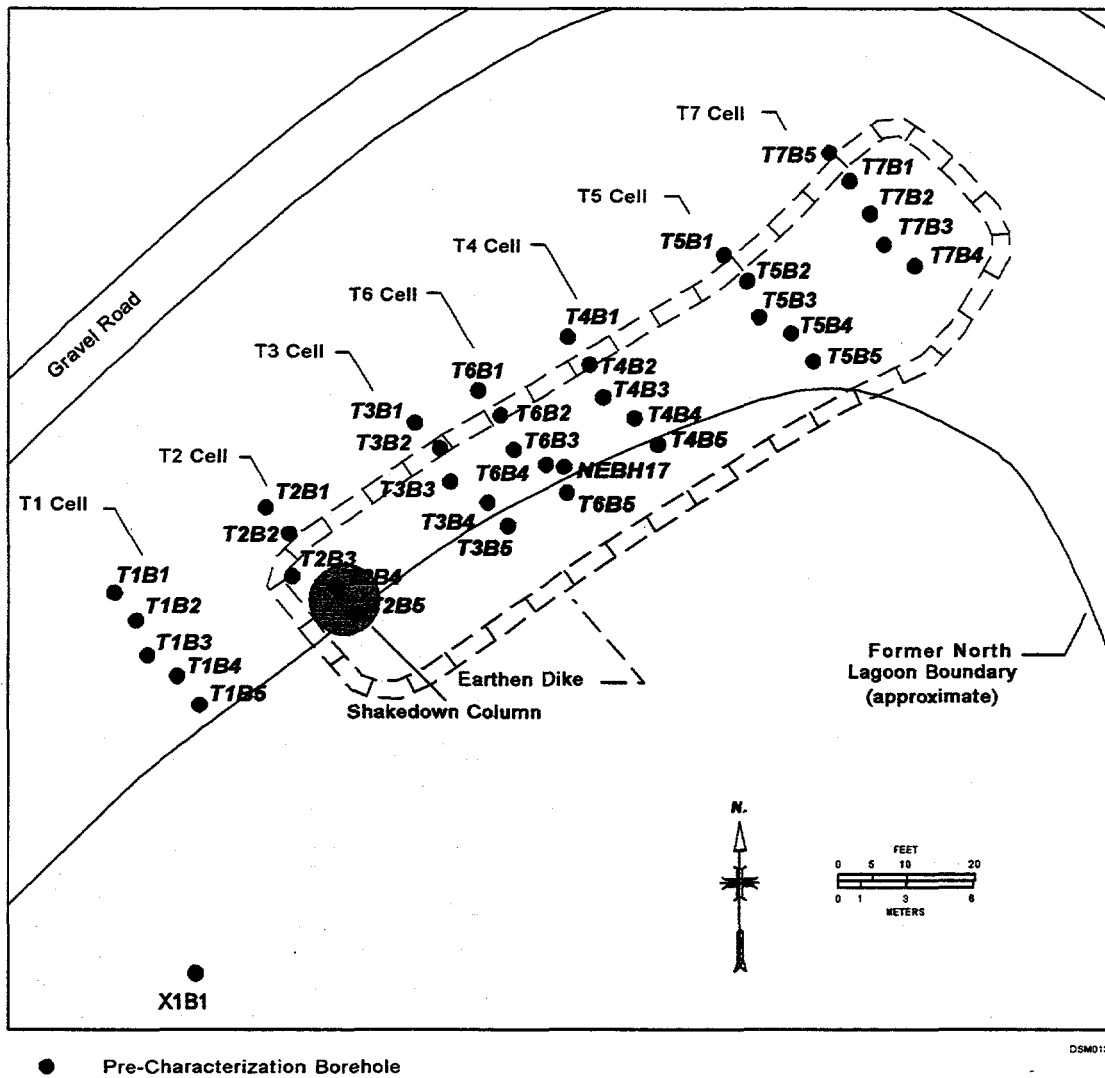 T7 Cell
T7B5
T7B1
T7B2
T7B3
T7B4
T5 Cell
T5B1
T5B2
T5B3
T5B4
T5B5
T4 Cell
T4B1
T4B2
T4B3
T4B4
T4B5
T6 Cell
T6B1
T6B2
T6B3
T6B4
NEBH17
T6B5
T3 Cell
T3B1
T3B2
T3B3
T3B4
T3B5
Gravel Road
T2 Cell
T2B1
T2B2
T2B3
T2B5
T1 Cell
T1B1
T1B2
T1B3
T1B4
T1B5
Earthen Dike
Shakedown Column
Former North
Lagoon Boundary
(approximate)
N.
FEET
0 5 10 20
0 1 3 6
METERS
X1B1
Pre-Characterization Borehole